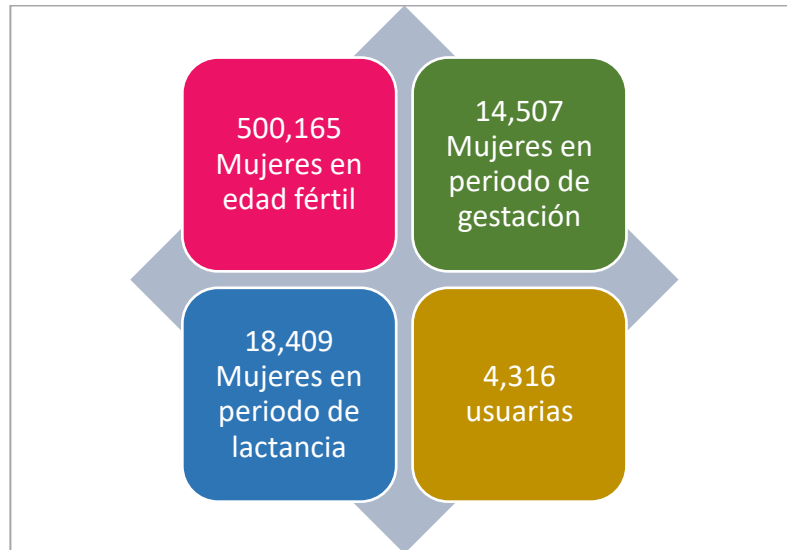 500,165
Mujeres en
edad fértil
14,507
Mujeres en
periodo de
gestación
18,409
Mujeres en
periodo de
lactancia
4,316
usuarias